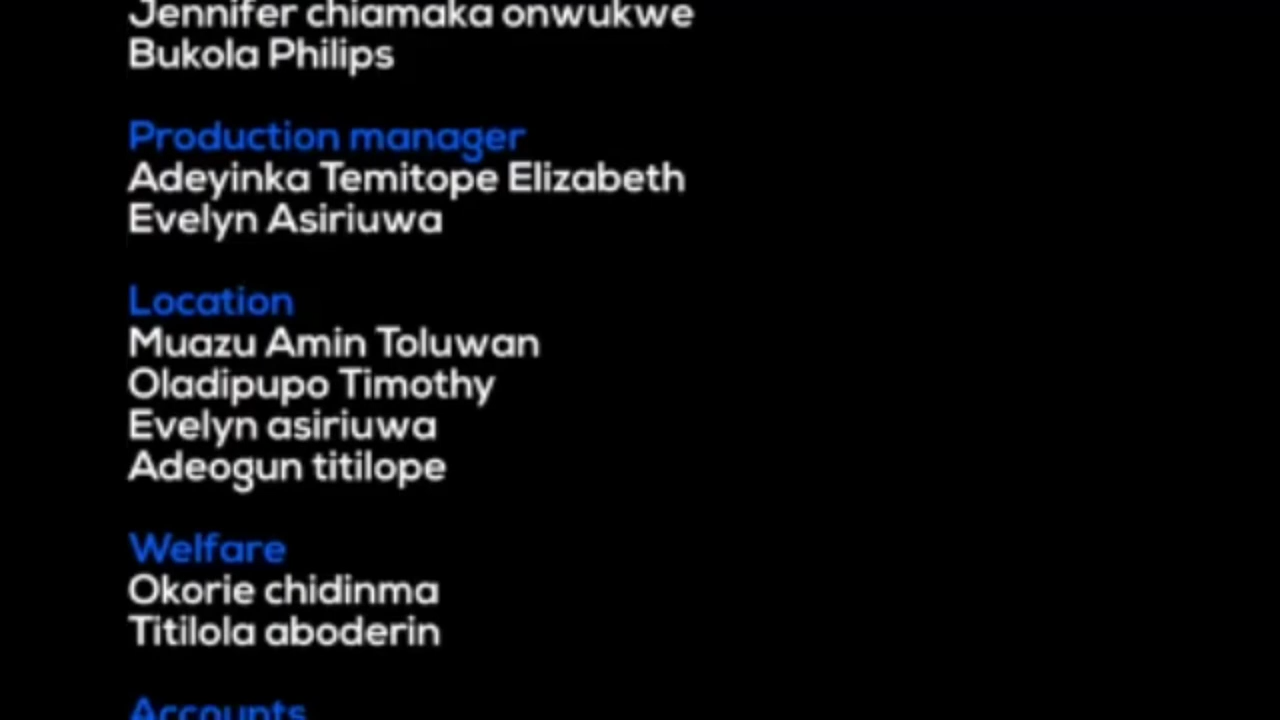 Jennifer chiamaka onwukwe
Bukola Philips
Production manager
Adeyinka Temitope Elizabeth
Evelyn Asiriuwa
Location
Muazu Amin Toluwan
Oladipupo Timothy
Evelyn asiriuwa
Adeogun titilope
Welfare
Okorie chidinma
Titilola aboderin
Accounts